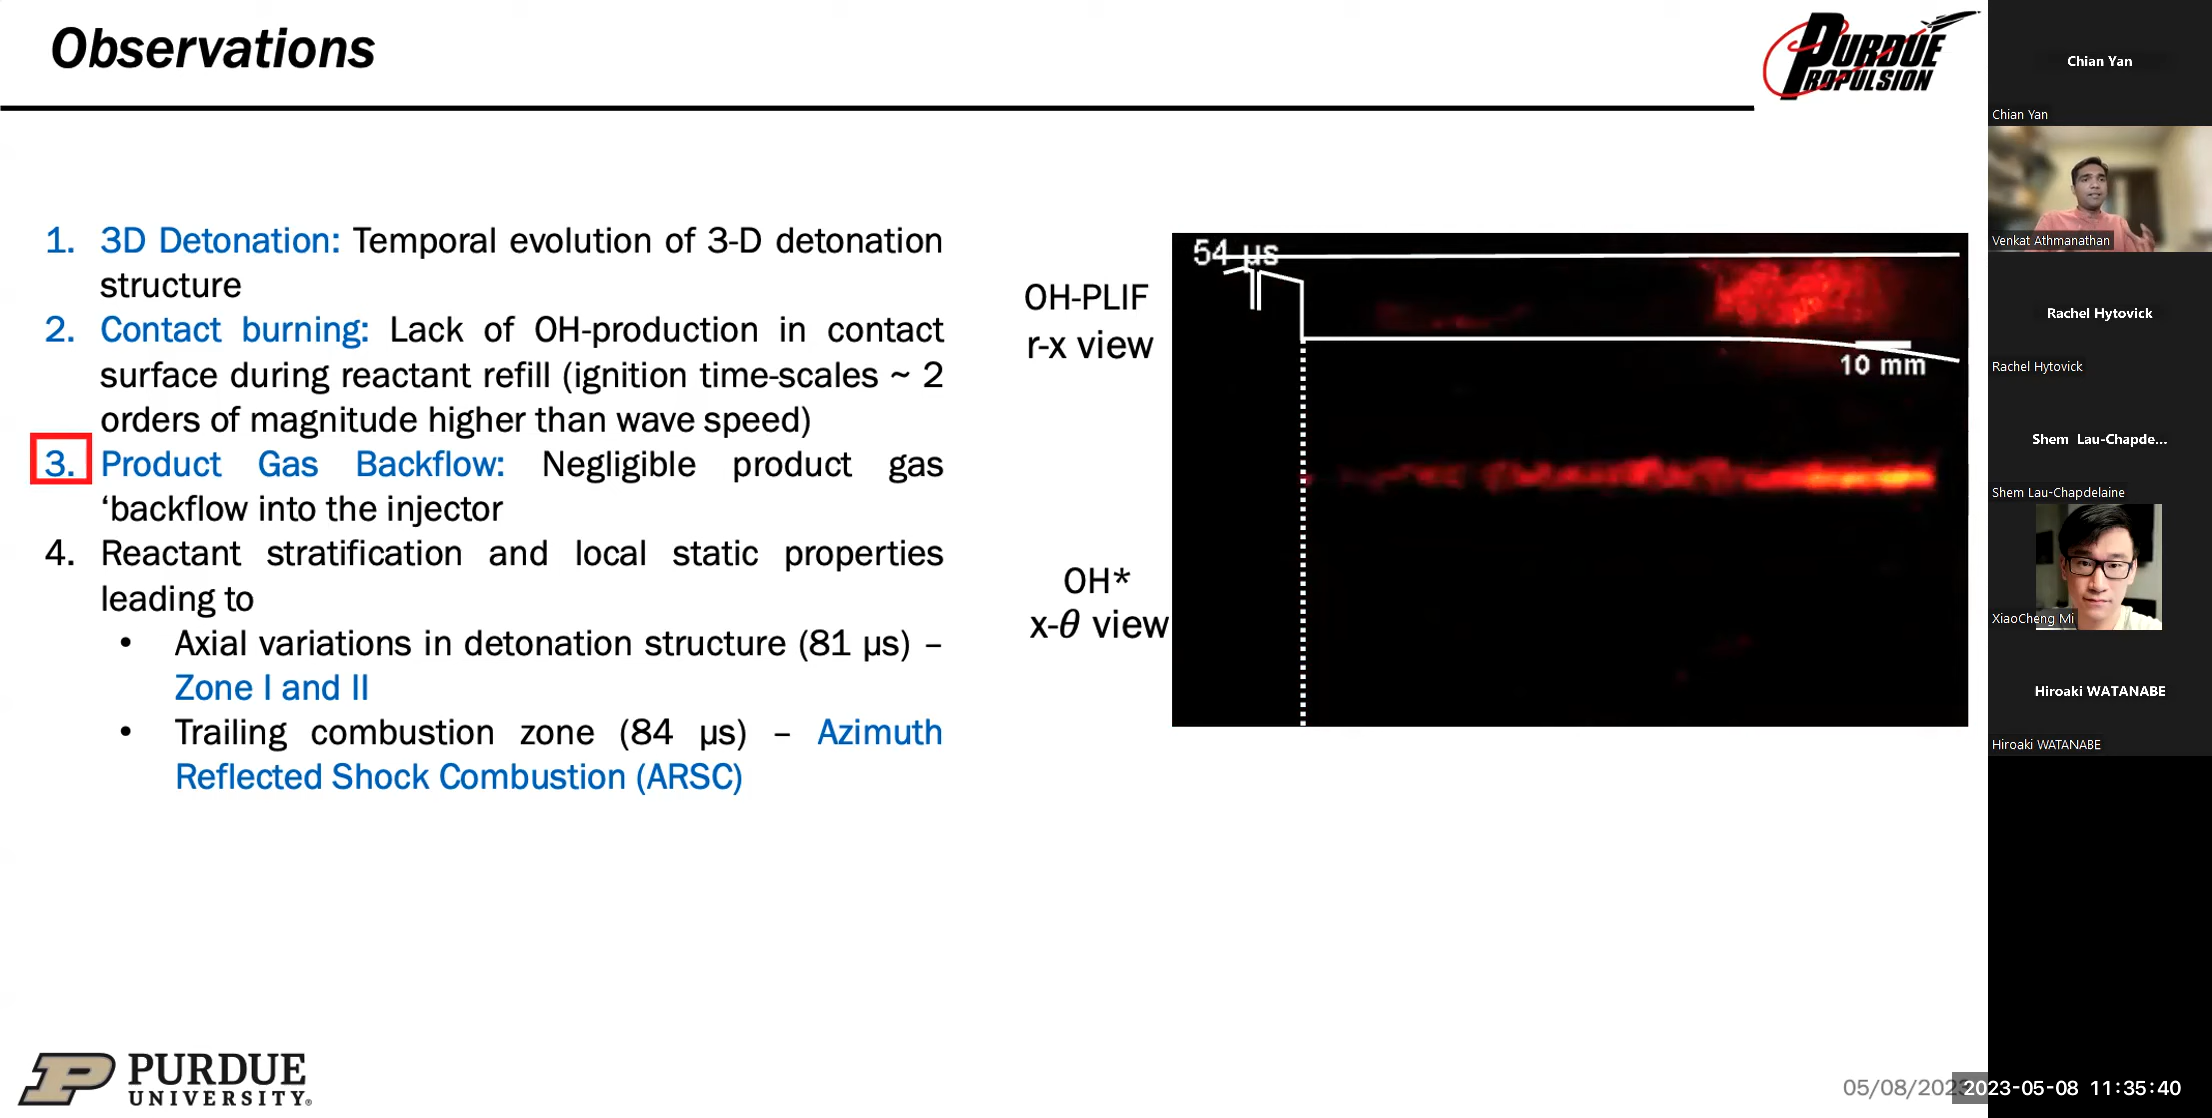 Observations
PURDUE
PROPULSION
1. 3D Detonation: Temporal evolution of 3-D detonation
structure
2. Contact burning: Lack of OH-production in contact
surface during reactant refill (ignition time-scales ~ 2
orders of magnitude higher than wave speed)
3. Product Gas Backflow: Negligible product gas
‘backflow into the injector
4. Reactant stratification and local static properties
leading to
• Axial variations in detonation structure (81 µs) –
Zone I and II
• Trailing combustion zone (84 µs) – Azimuth
Reflected Shock Combustion (ARSC)
OH-PLIF
r-x view
OH*
x-θ view
54 µs
10 mm
PURDUE
UNIVERSITY®
05/08/2023
2023-05-08 11:35:40
Chian Yan
Chian Yan
Venkat Athmanathan
Rachel Hytovick
Rachel Hytovick
Shem Lau-Chapde...
Shem Lau-Chapdelaine
XiaoCheng Mi
Hiroaki WATANABE
Hiroaki WATANABE